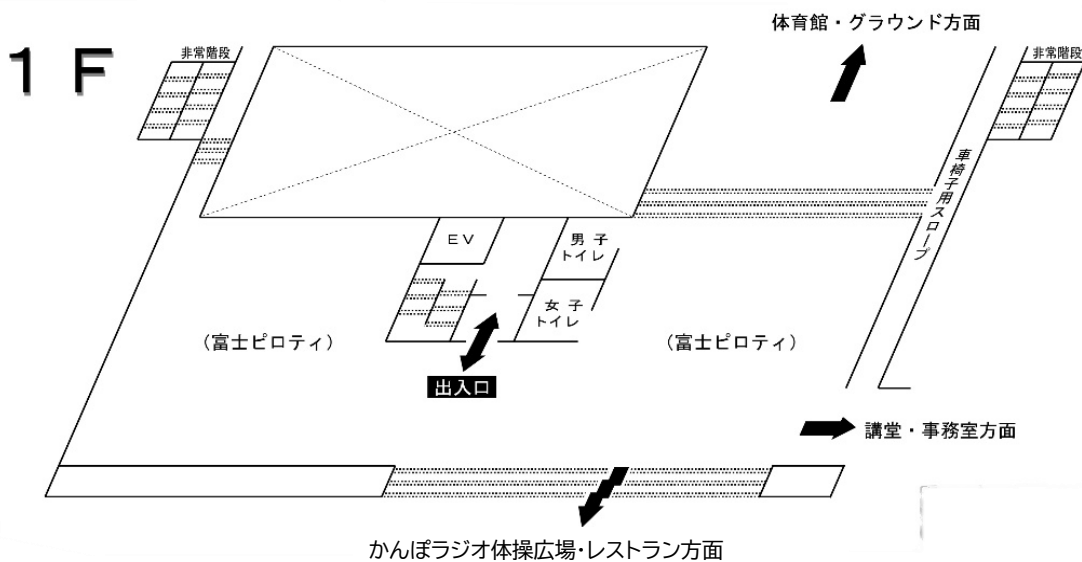 体育館・グラウンド方面
1F
非常階段
非常階段
車椅子用スロープ
EV
男子
トイレ
女子
トイレ
(富士ピロティ)
(富士ピロティ)
出入口
講堂・事務室方面
かんぽラジオ体操広場・レストラン方面